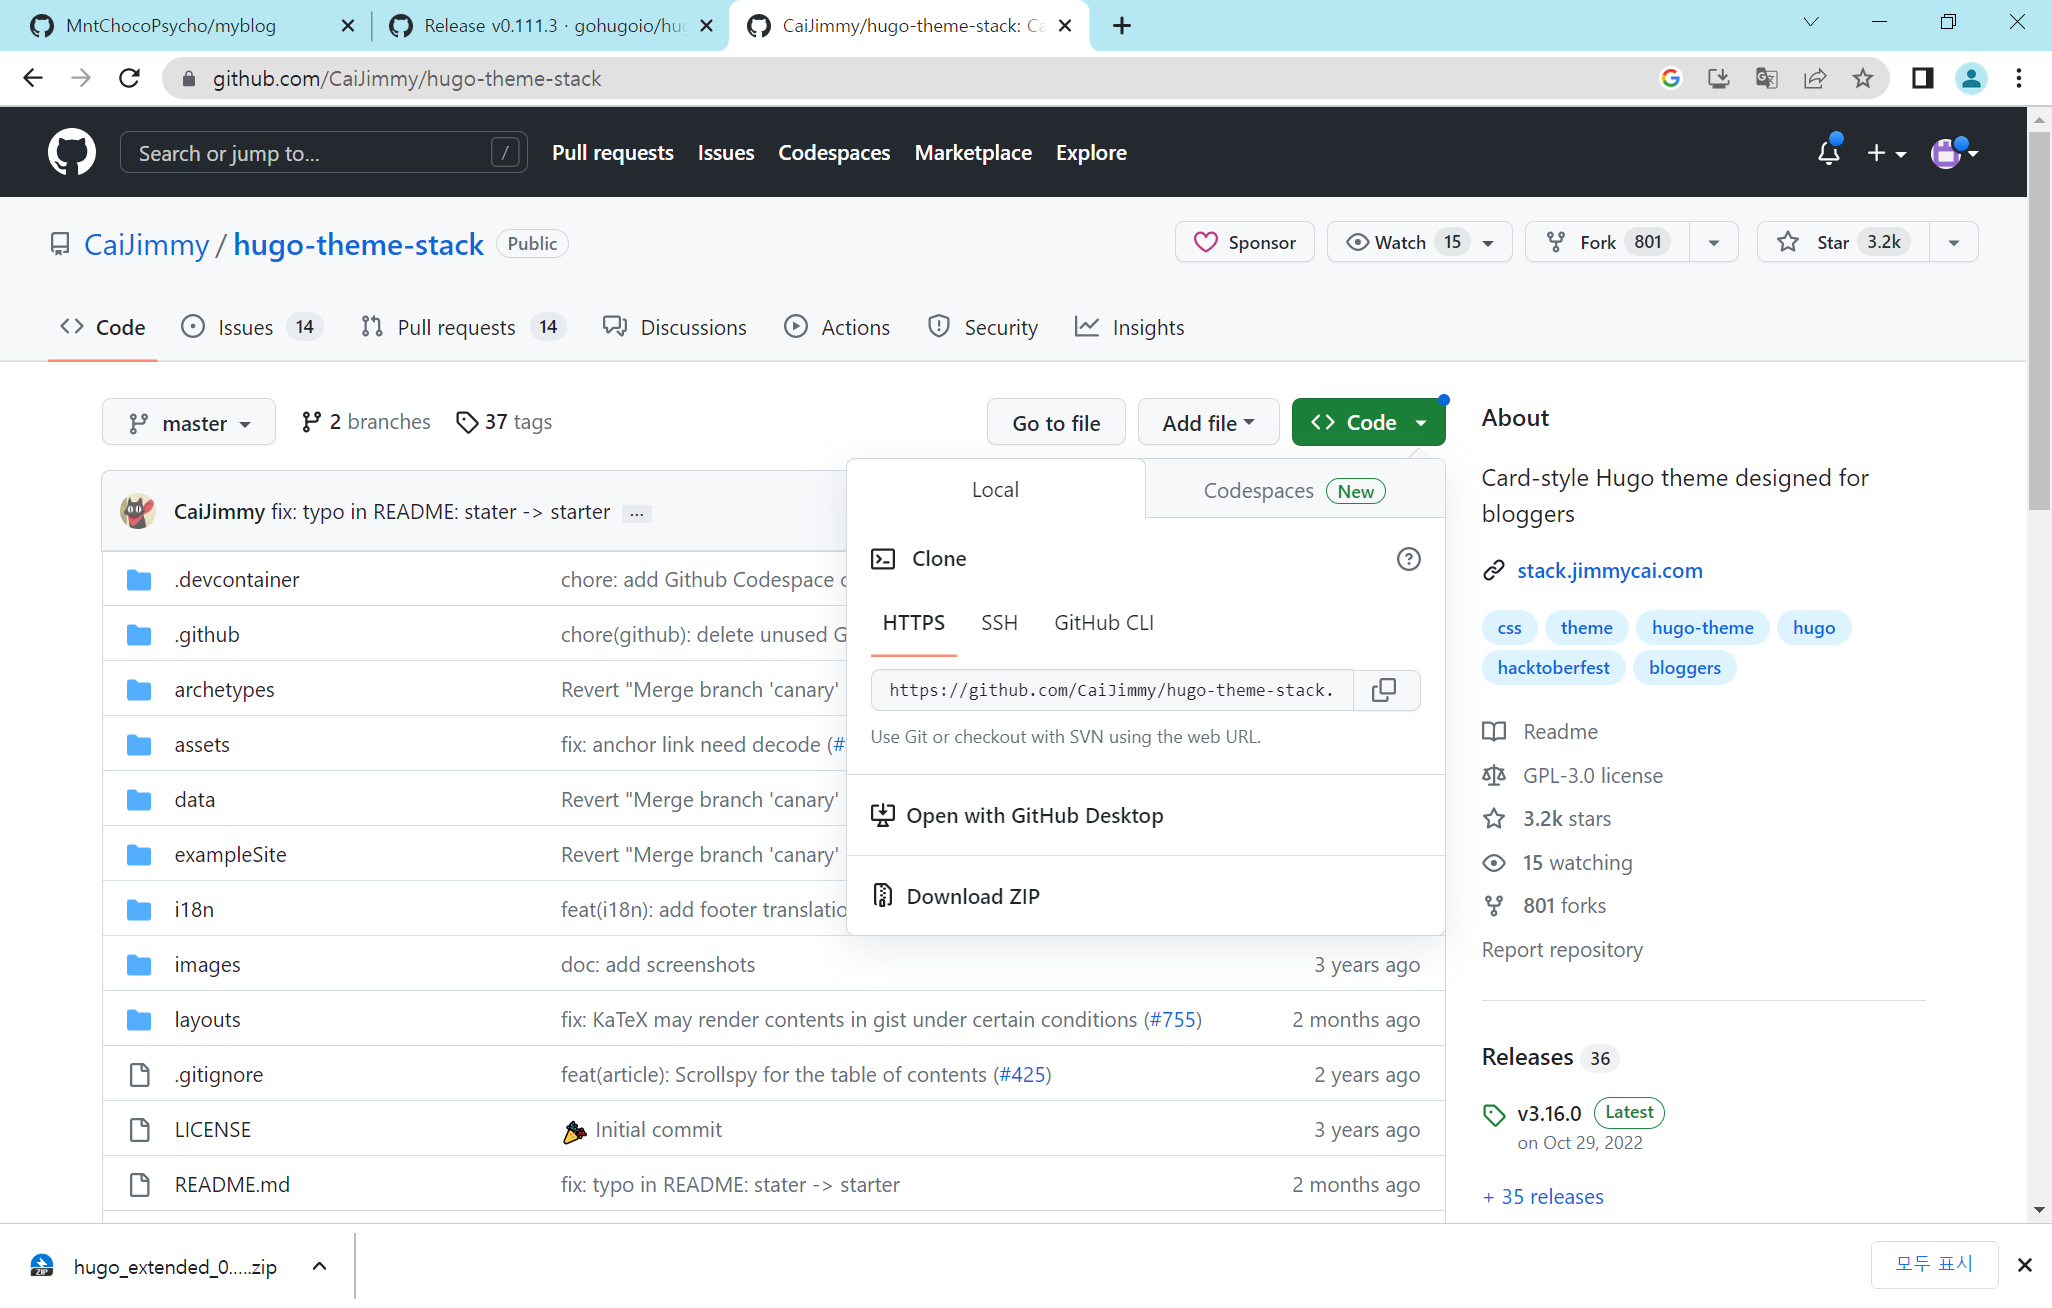 MntChocoPsycho/myblog
Release v0.111.3 · gohugoio/hug
CaiJimmy/hugo-theme-stack: Ca
github.com/CaiJimmy/hugo-theme-stack
Search or jump to...
/
Pull requests
Issues
Codespaces
Marketplace
Explore
CaiJimmy / hugo-theme-stack
Public
Sponsor
Watch 15
Fork 801
Star 3.2k
Code
Issues 14
Pull requests 14
Discussions
Actions
Security
Insights
master
2 branches
37 tags
Go to file
Add file
Code
CaiJimmy fix: typo in README: stater -> starter ...
.devcontainer
chore: add Github Codespace c
.github
chore(github): delete unused G
archetypes
Revert "Merge branch 'canary'
assets
fix: anchor link need decode (#
data
Revert "Merge branch 'canary'
exampleSite
Revert "Merge branch 'canary'
i18n
feat(i18n): add footer translatio
images
doc: add screenshots
3 years ago
layouts
fix: KaTeX may render contents in gist under certain conditions (#755)
2 months ago
.gitignore
feat(article): Scrollspy for the table of contents (#425)
2 years ago
LICENSE
Initial commit
3 years ago
README.md
fix: typo in README: stater -> starter
2 months ago
Local
Codespaces New
Clone
HTTPS
SSH
GitHub CLI
https://github.com/CaiJimmy/hugo-theme-stack.
Use Git or checkout with SVN using the web URL.
Open with GitHub Desktop
Download ZIP
About
Card-style Hugo theme designed for
bloggers
stack.jimmycai.com
css
theme
hugo-theme
hugo
hacktoberfest
bloggers
Readme
GPL-3.0 license
3.2k stars
15 watching
801 forks
Report repository
Releases 36
v3.16.0 Latest
on Oct 29, 2022
+ 35 releases
ZIP
hugo_extended_0.....zip
모두 표시